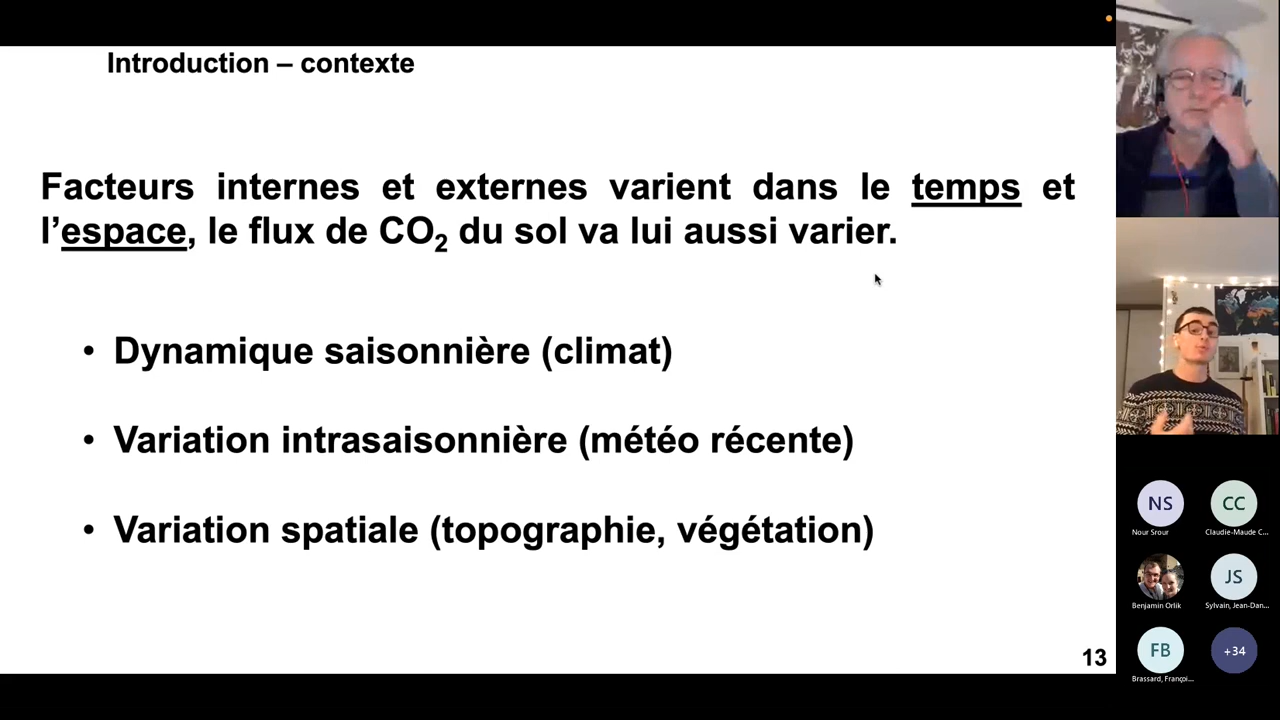 Introduction – contexte
Facteurs internes et externes varient dans le temps et
l’espace, le flux de CO₂ du sol va lui aussi varier.
• Dynamique saisonnière (climat)
• Variation intrasaisonnière (météo récente)
• Variation spatiale (topographie, végétation)
13
NS
CC
Nour Srour
Claudie-Maude C...
JS
Benjamin Orlik
Sylvain, Jean-Dan...
FB
+34
Brassard, Françoi...